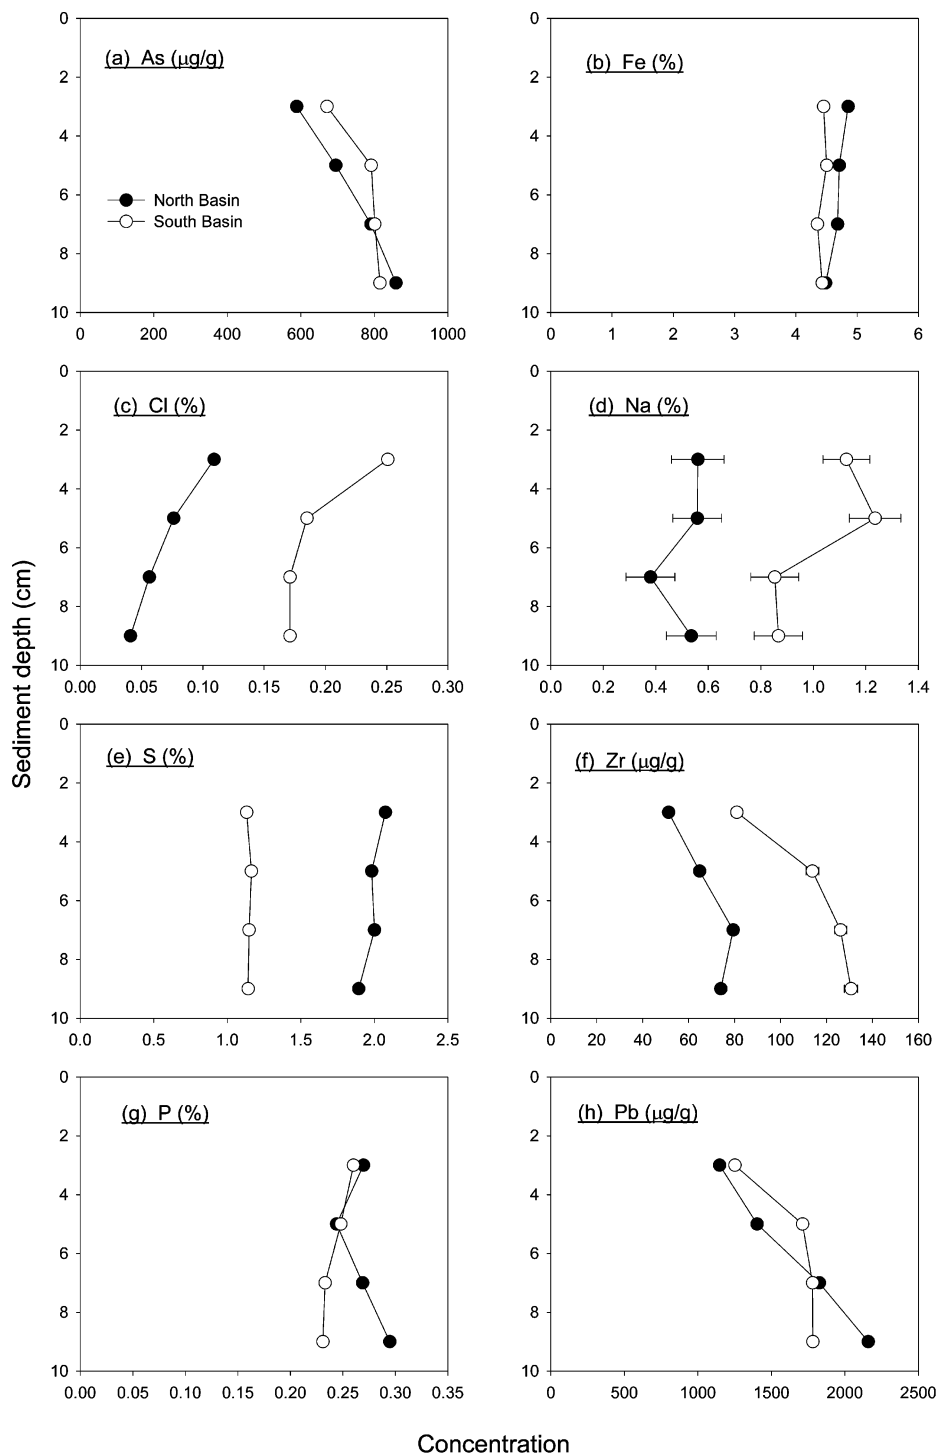 0
(a) As (µg/g)
2
4
6
North Basin
South Basin
8
10
0 200 400 600 800 1000
0
(b) Fe (%)
2
4
6
8
10
0 1 2 3 4 5 6
0
(c) Cl (%)
2
4
6
8
10
0.00 0.05 0.10 0.15 0.20 0.25 0.30
0
(d) Na (%)
2
4
6
8
10
0.0 0.2 0.4 0.6 0.8 1.0 1.2 1.4
Sediment depth (cm)
0
(e) S (%)
2
4
6
8
10
0.0 0.5 1.0 1.5 2.0 2.5
0
(f) Zr (µg/g)
2
4
6
8
10
0 20 40 60 80 100 120 140 160
0
(g) P (%)
2
4
6
8
10
0.00 0.05 0.10 0.15 0.20 0.25 0.30 0.35
0
(h) Pb (µg/g)
2
4
6
8
10
0 500 1000 1500 2000 2500
Concentration